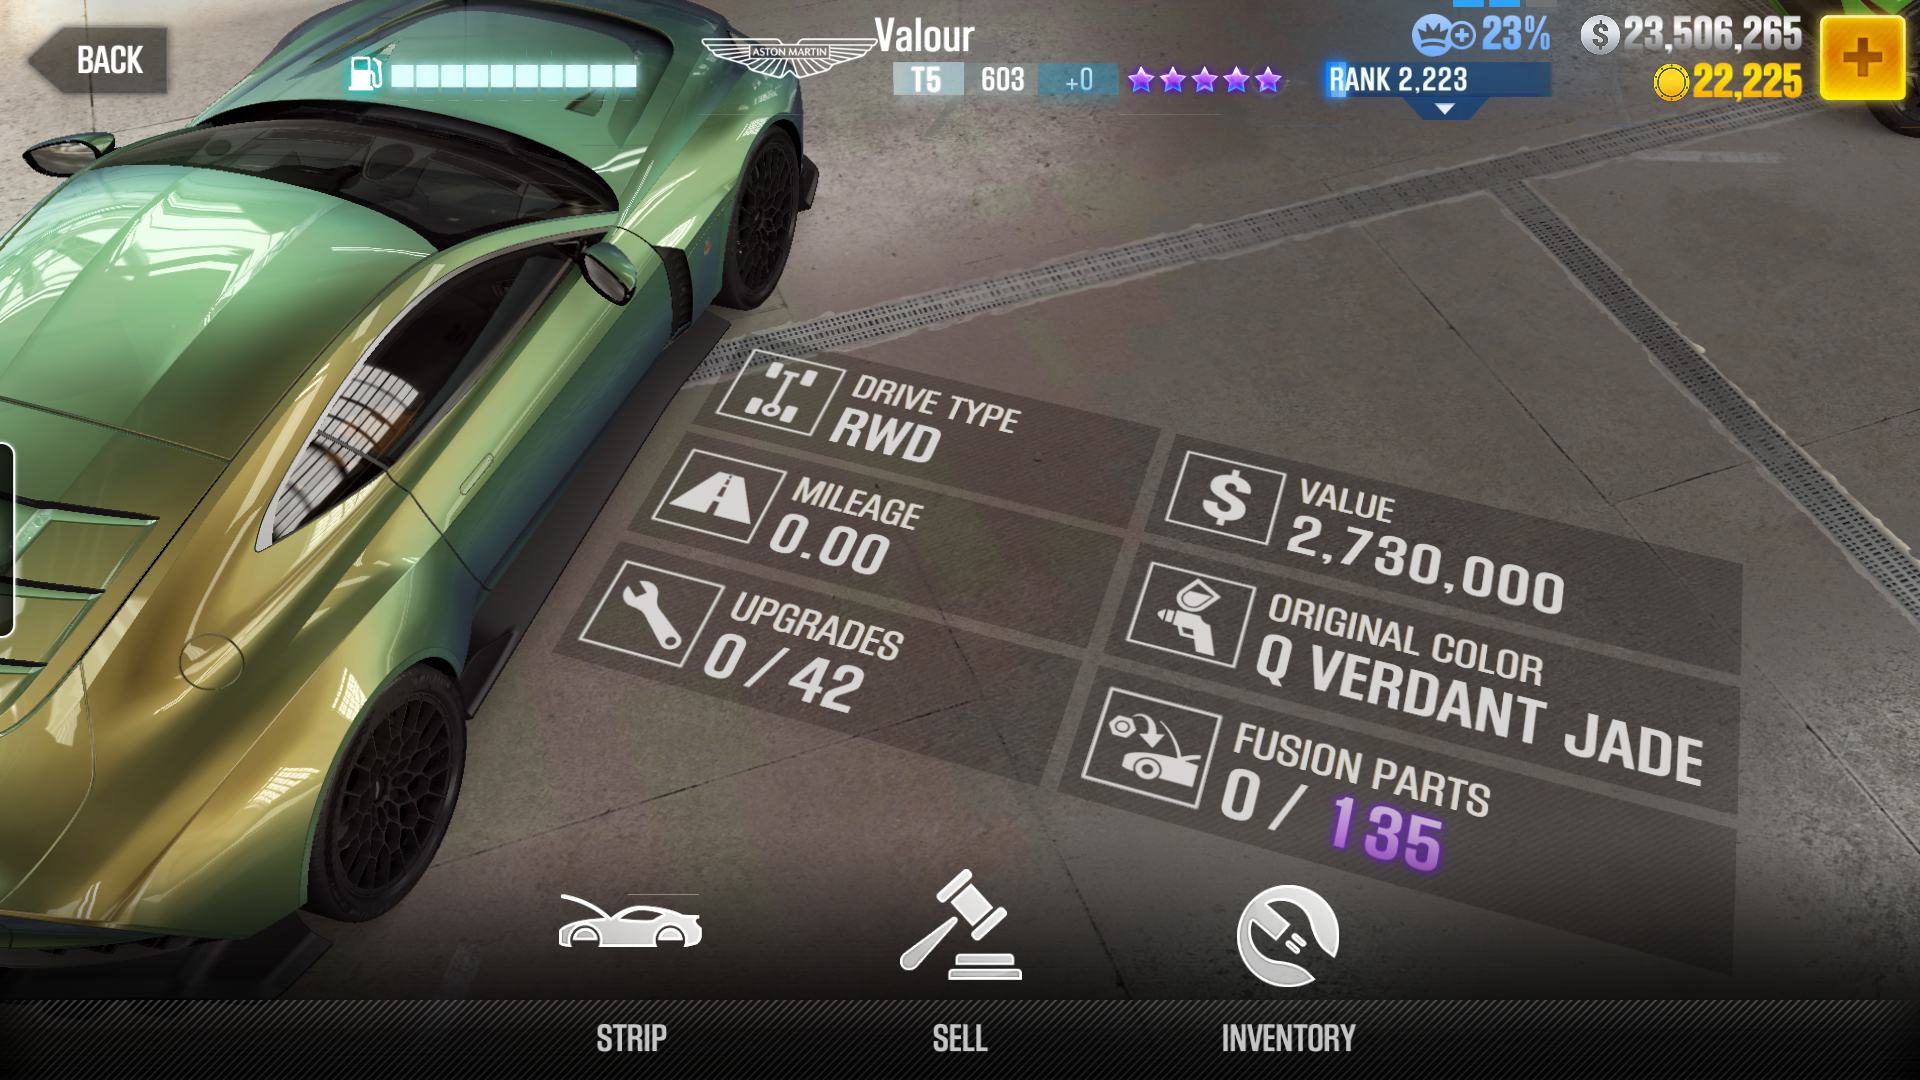 BACK
ASTON MARTIN
Valour
T5 603 +0
23%
RANK 2,223
23,506,265
22,225
DRIVE TYPE
RWD
MILEAGE
0.00
UPGRADES
0/42
VALUE
2,730,000
ORIGINAL COLOR
Q VERDANT JADE
FUSION PARTS
0/ 135
STRIP
SELL
INVENTORY